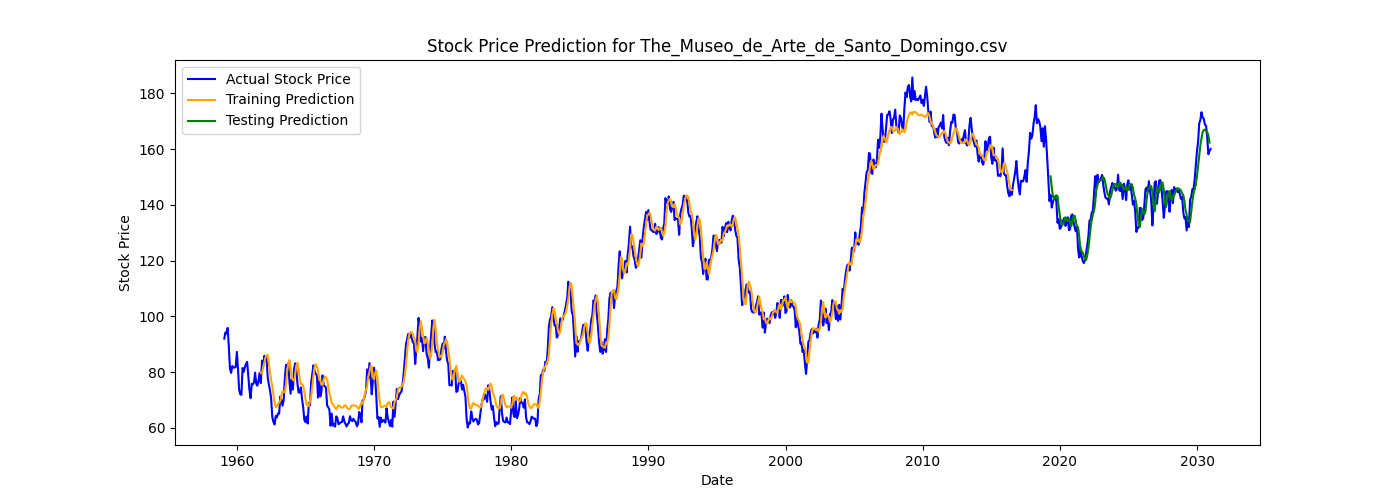 Stock Price Prediction for The_Museo_de_Arte_de_Santo_Domingo.csv
Actual Stock Price
Training Prediction
Testing Prediction
Stock Price
180
160
140
120
100
80
60
1960 1970 1980 1990 2000 2010 2020 2030
Date